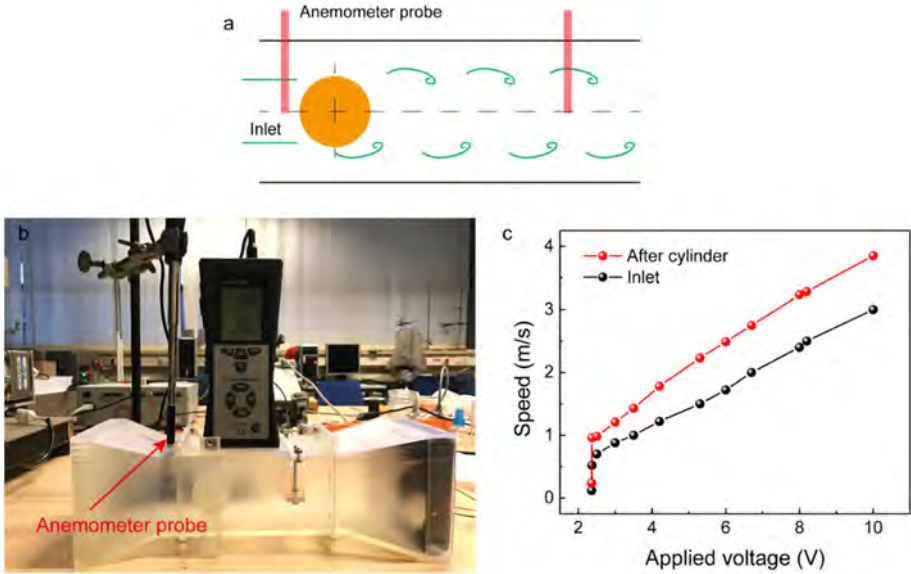 Anemometer probe
a
Inlet
b
Anemometer probe
c
After cylinder
Inlet
Speed (m/s)
4
3
2
1
0
2
4
6
8
10
Applied voltage (V)